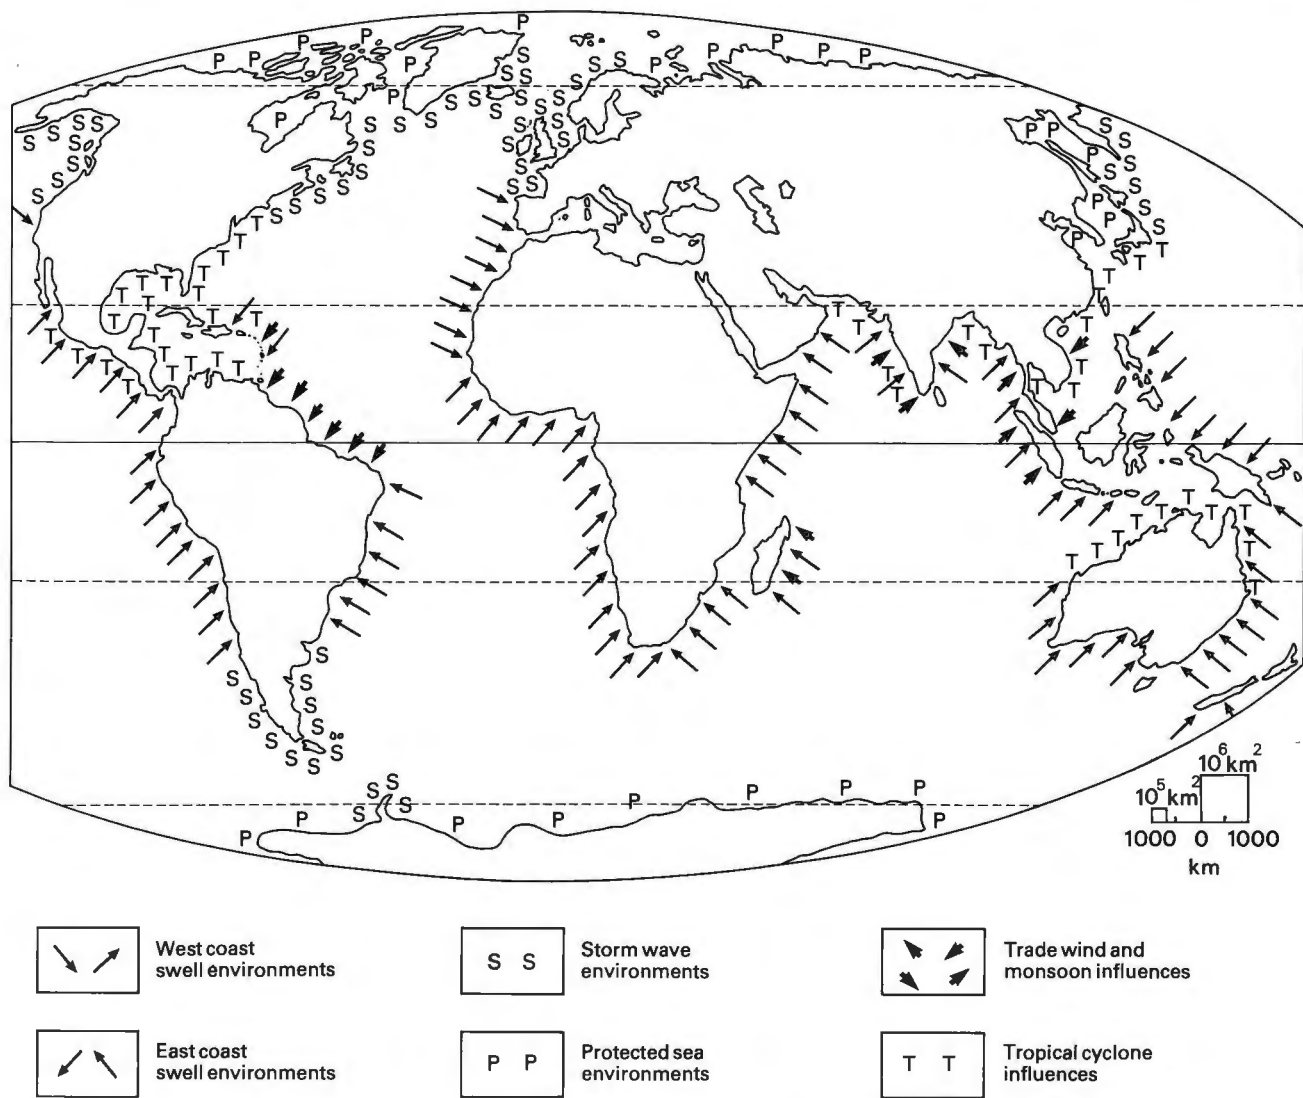 P
P P P P
P P P S S S S P P P
P S S S P P
P S S S S S S S S
S S S S S S S S S S S S S
S S S P S S S S S P P S
S S S S S S P S
S S S S S S
S S S S S S S P S
S S S S S S P S
T S P P S
T P T T
T T
T T T T T
T T T T T T
T T T T T T T
T T T
T T T T T T T T
T T T T T
T T T T
T T T T T
T T T T
T
S
S S
S S
S S
S S S
S S S
10⁶ km²
S S P P P
S S 10⁵ km²
P P P P P
P
1000 0 1000
km
West coast
swell environments
S S
Storm wave
environments
Trade wind and
monsoon influences
East coast
swell environments
P P
Protected sea
environments
T T
Tropical cyclone
influences